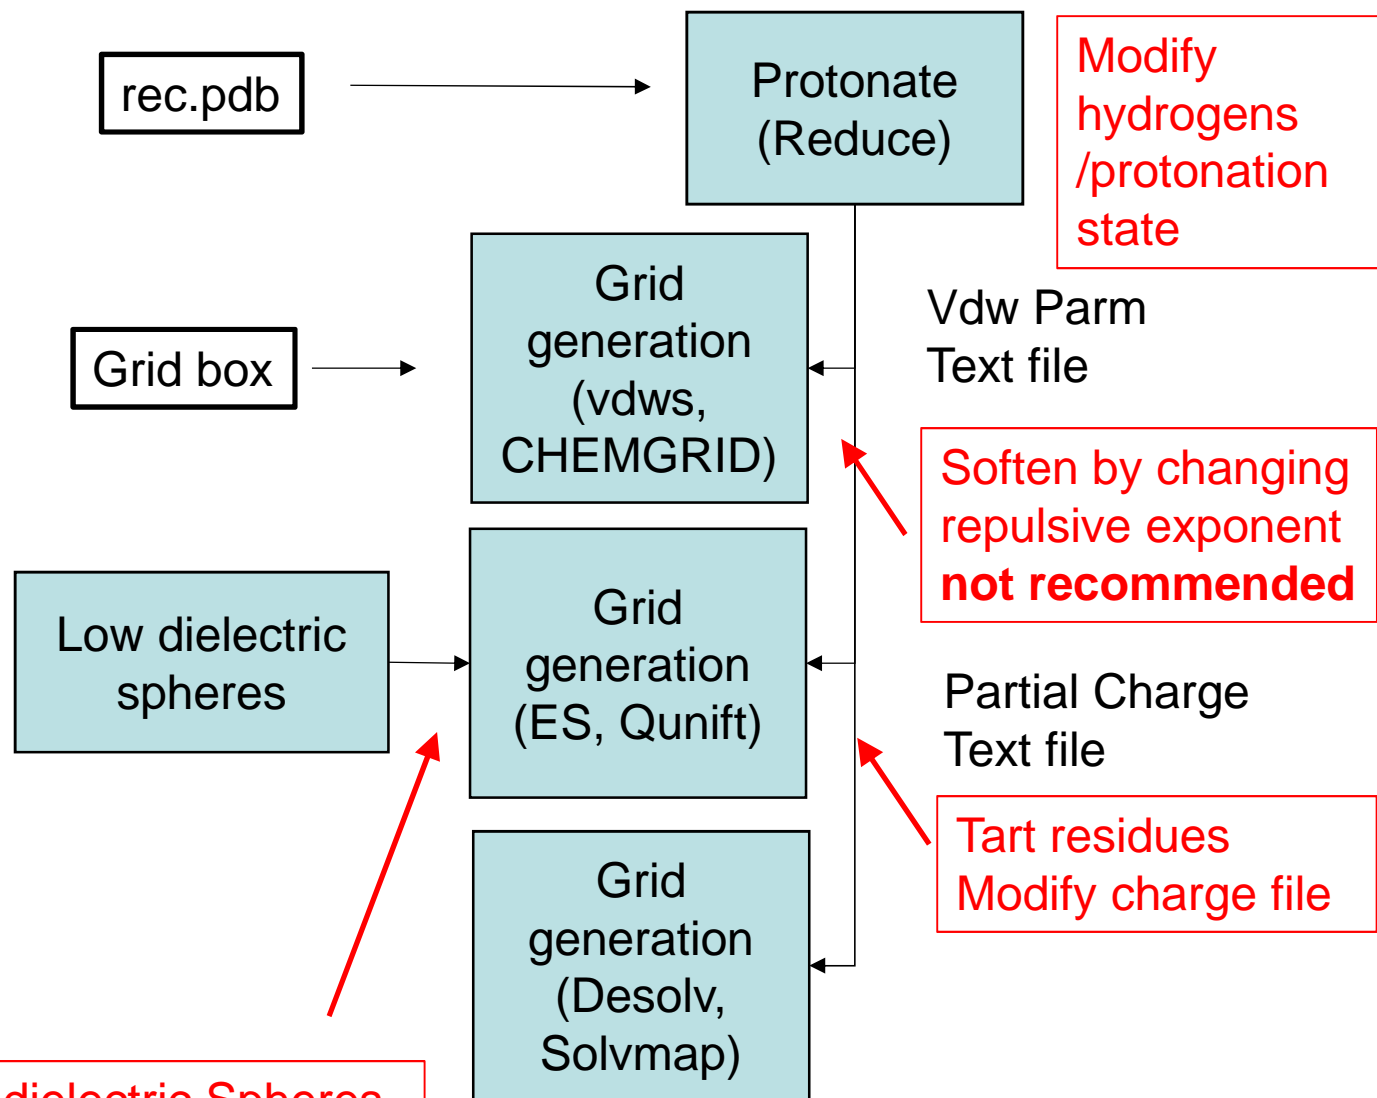 rec.pdb
Protonate
(Reduce)
Modify
hydrogens
/protonation
state
Grid box
Grid
generation
(vdws,
CHEMGRID)
Vdw Parm
Text file
Soften by changing
repulsive exponent
not recommended
Low dielectric
spheres
Grid
generation
(ES, Qunift)
Partial Charge
Text file
Tart residues
Modify charge file
Grid
generation
(Desolv,
Solvmap)
dielectric Spheres